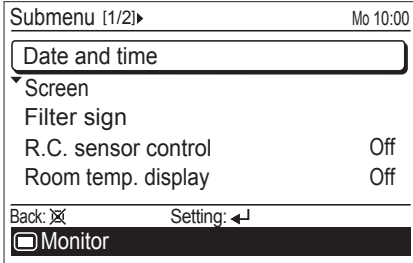 Submenu [1/2]▸ Mo 10:00
Date and time
Screen
Filter sign
R.C. sensor control Off
Room temp. display Off
Back: Setting:
Monitor